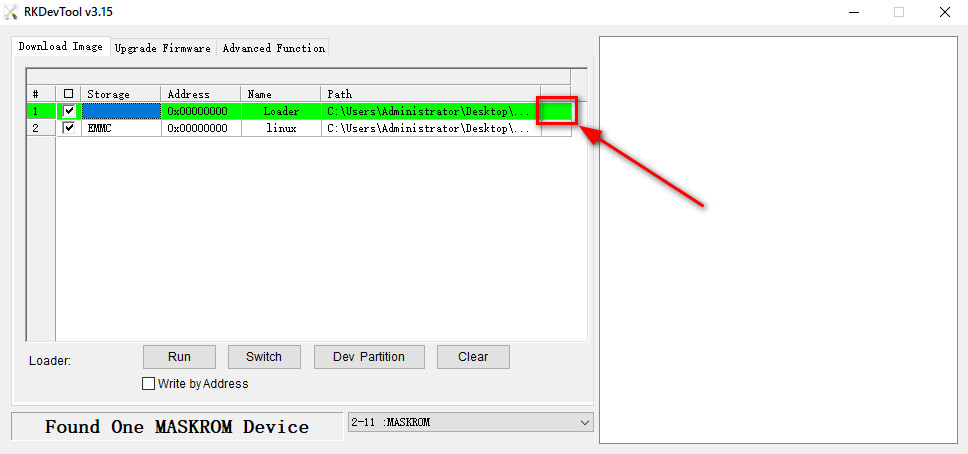 RKDevTool v3.15
Download Image Upgrade Firmware Advanced Function
# Storage Address Name Path
1 0x00000000 Loader C:\Users\Administrator\Desktop\...
2 EMMC 0x00000000 linux C:\Users\Administrator\Desktop\...
Loader: Run Switch Dev Partition Clear
Write by Address
Found One MASKROM Device 2-11 :MASKROM